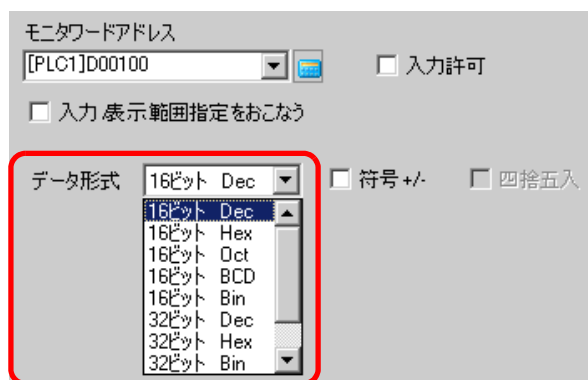 モニタワードアドレス
[PLC1]D00100
入力許可
入力/表示範囲指定をおこなう
データ形式 16ビット Dec 符号+/- 四捨五入
16ビット Dec
16ビット Hex
16ビット Oct
16ビット BCD
16ビット Bin
32ビット Dec
32ビット Hex
32ビット Bin